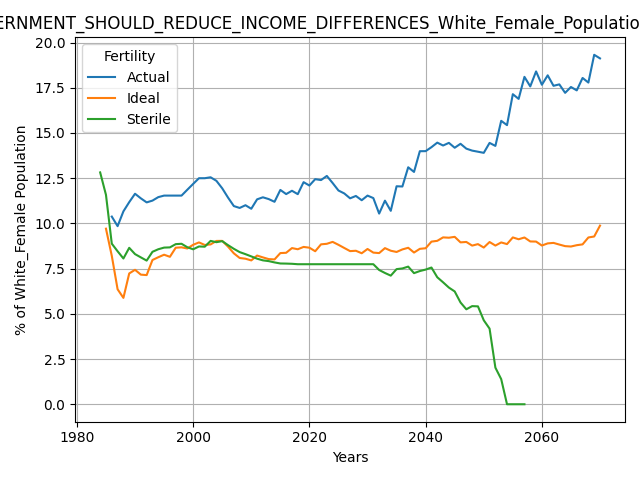 ERNMENT_SHOULD_REDUCE_INCOME_DIFFERENCES_White_Female_Populatio
Fertility
Actual
Ideal
Sterile
% of White_Female Population
20.0
17.5
15.0
12.5
10.0
7.5
5.0
2.5
0.0
1980 2000 2020 2040 2060
Years